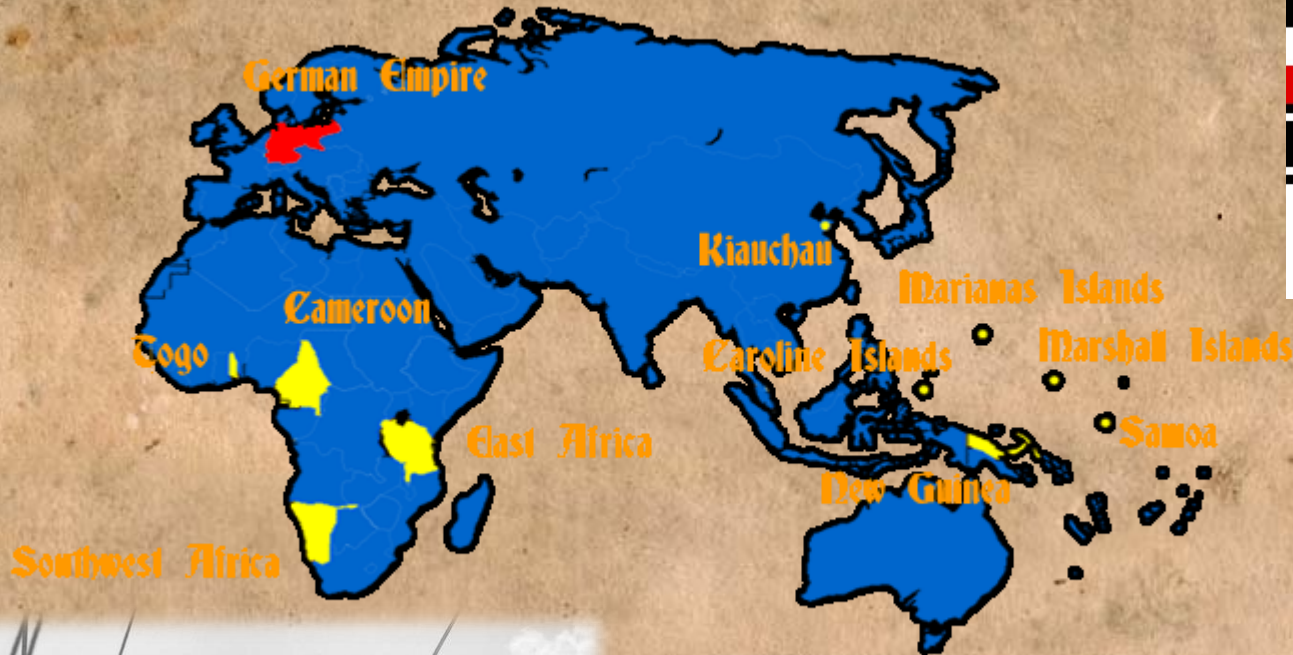 German Empire
Kiauchau
Marianas Islands
Cameroon
Togo
Caroline Islands
Marshall Islands
East Africa
Samoa
New Guinea
Southwest Africa